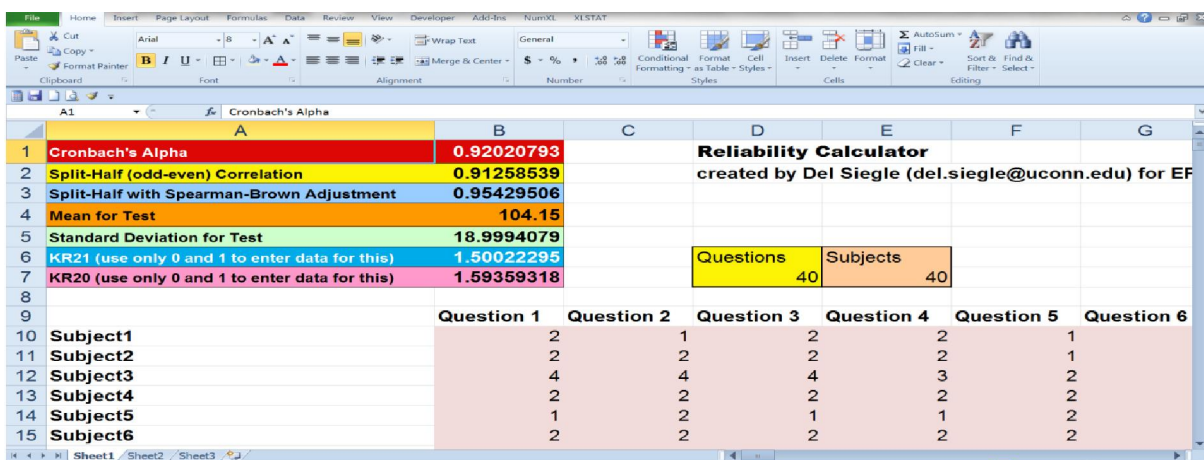 File Home Insert Page Layout Formulas Data Review View Developer Add-Ins NumXL XLSTAT
Cut Arial 8 Wrap Text General Σ AutoSum
Copy Fill
Paste Format Painter B I U Merge & Center $ % , Conditional Format Cell Insert Delete Format Clear Sort & Find &
Formatting as Table Styles Filter Select
Clipboard Font Alignment Number Styles Cells Editing
A1 fx Cronbach's Alpha
A B C D E F G
1 Cronbach's Alpha 0.92020793 Reliability Calculator
2 Split-Half (odd-even) Correlation 0.91258539 created by Del Siegle (del.siegle@uconn.edu) for
3 Split-Half with Spearman-Brown Adjustment 0.95429506
4 Mean for Test 104.15
5 Standard Deviation for Test 18.9994079
6 KR21 (use only 0 and 1 to enter data for this) 1.50022295 Questions Subjects
7 KR20 (use only 0 and 1 to enter data for this) 1.59359318 40 40
8
9 Question 1 Question 2 Question 3 Question 4 Question 5 Question 6
10 Subject1 2 1 2 2 1
11 Subject2 2 2 2 2 1
12 Subject3 4 4 4 3 2
13 Subject4 2 2 2 2 2
14 Subject5 1 2 1 1 2
15 Subject6 2 2 2 2 2
Sheet1 Sheet2 Sheet3